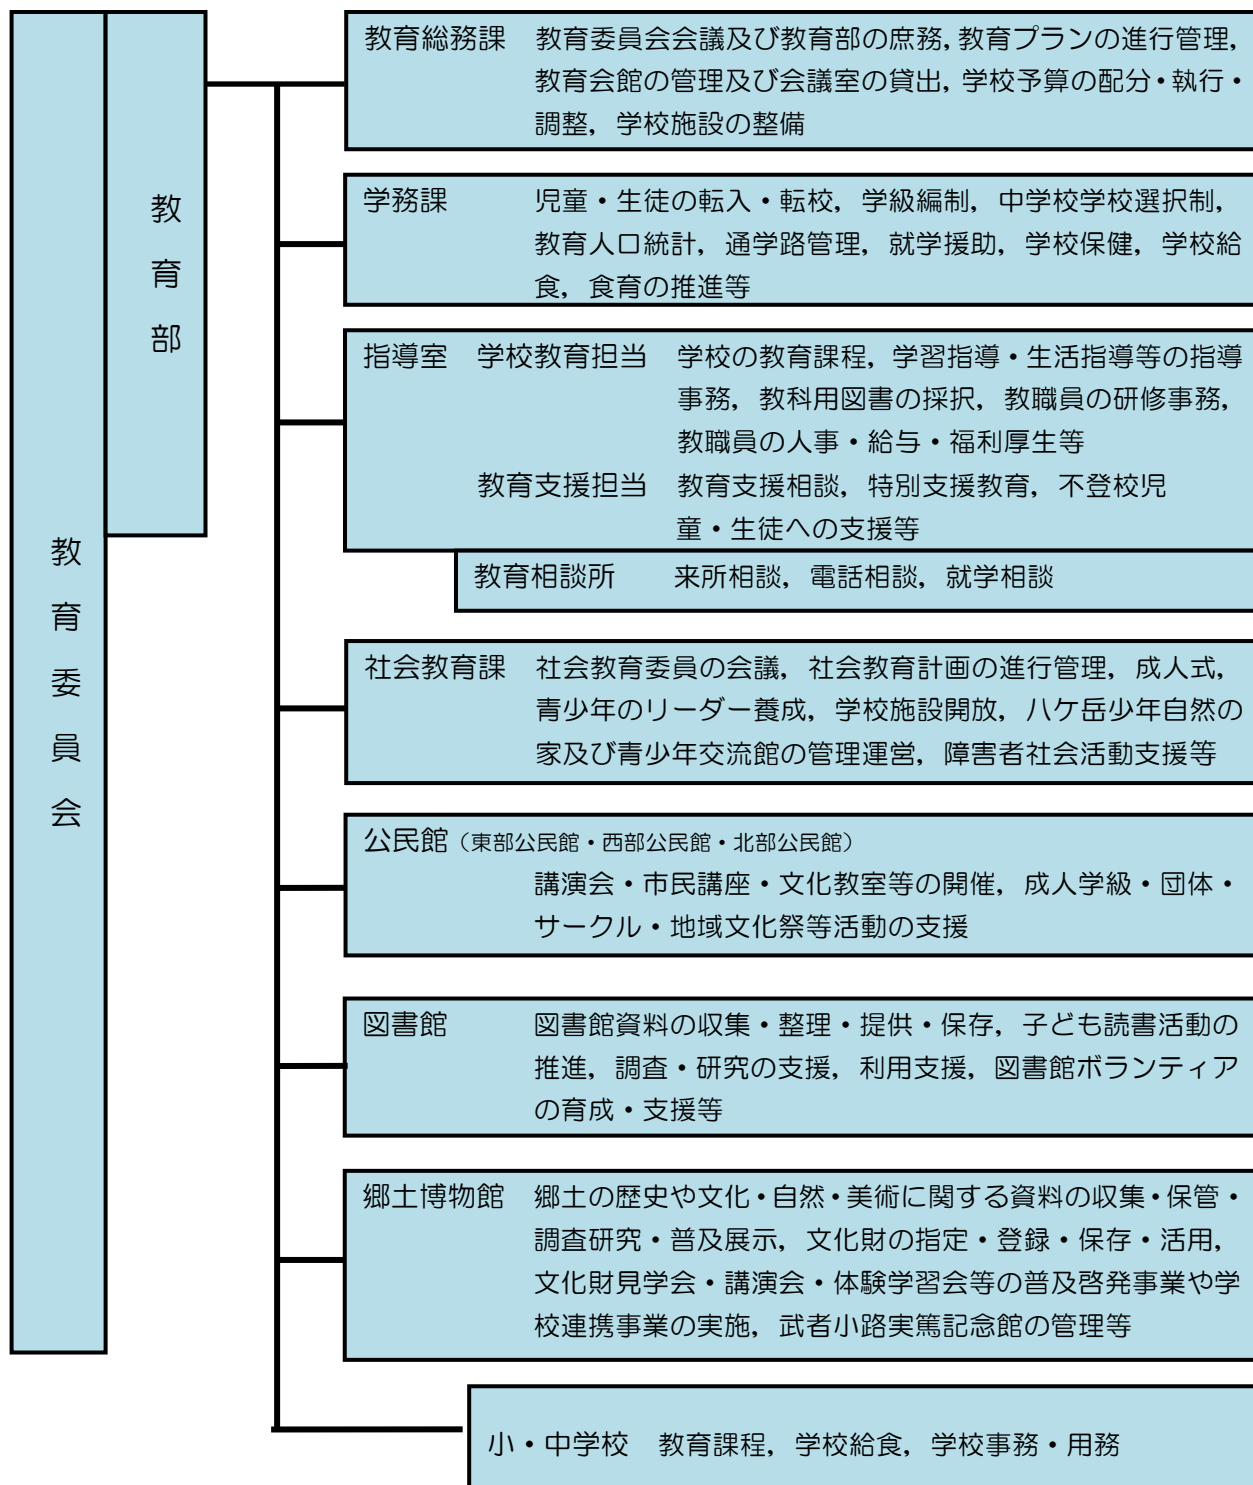 教育委員会
教育部
教育総務課 教育委員会会議及び教育部の庶務，教育プランの進行管理，
教育会館の管理及び会議室の貸出，学校予算の配分・執行・
調整，学校施設の整備
学務課 児童・生徒の転入・転校，学級編制，中学校学校選択制，
教育人口統計，通学路管理，就学援助，学校保健，学校給
食，食育の推進等
指導室 学校教育担当 学校の教育課程，学習指導・生活指導等の指導
事務，教科用図書の採択，教職員の研修事務，
教職員の人事・給与・福利厚生等
教育支援担当 教育支援相談，特別支援教育，不登校児
童・生徒への支援等
教育相談所 来所相談，電話相談，就学相談
社会教育課 社会教育委員の会議，社会教育計画の進行管理，成人式，
青少年のリーダー養成，学校施設開放，八ケ岳少年自然の
家及び青少年交流館の管理運営，障害者社会活動支援等
公民館（東部公民館・西部公民館・北部公民館）
講演会・市民講座・文化教室等の開催，成人学級・団体・
サークル・地域文化祭等活動の支援
図書館 図書館資料の収集・整理・提供・保存，子ども読書活動の
推進，調査・研究の支援，利用支援，図書館ボランティア
の育成・支援等
郷土博物館 郷土の歴史や文化・自然・美術に関する資料の収集・保管・
調査研究・普及展示，文化財の指定・登録・保存・活用，
文化財見学会・講演会・体験学習会等の普及啓発事業や学
校連携事業の実施，武者小路実篤記念館の管理等
小・中学校 教育課程，学校給食，学校事務・用務